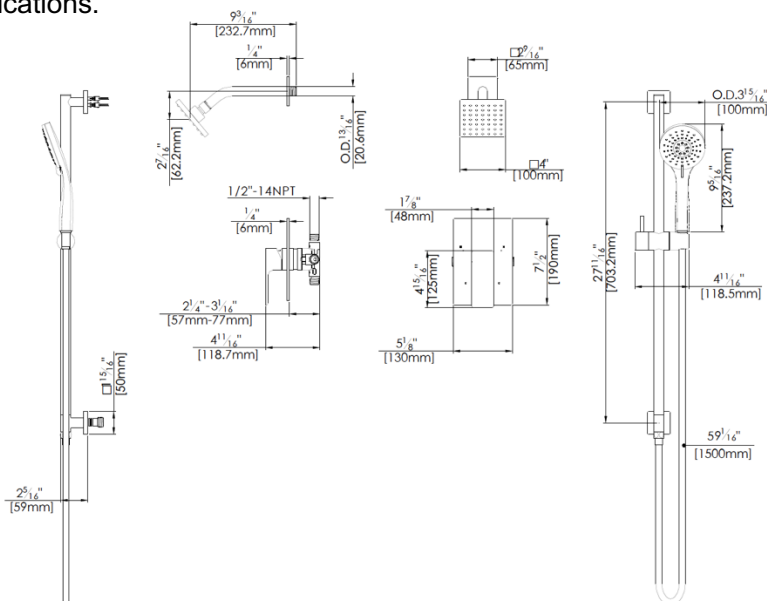 ications.
9 3/16"
[232.7mm]
1/4"
[6mm]
2 7/16"
[62.2mm]
O.D.13/16"
[20.6mm]
□2 9/16"
[65mm]
□4"
[100mm]
O.D.3 15/16"
[100mm]
9 5/16"
[237.2mm]
27 11/16"
[703.2mm]
4 11/16"
[118.5mm]
59 1/16"
[1500mm]
1/2"-14NPT
1/4"
[6mm]
2 1/4"-3 1/16"
[57mm-77mm]
4 11/16"
[118.7mm]
1 7/8"
[48mm]
4 15/16"
[125mm]
7 1/2"
[190mm]
5 1/8"
[130mm]
□1 15/16"
[50mm]
2 5/16"
[59mm]